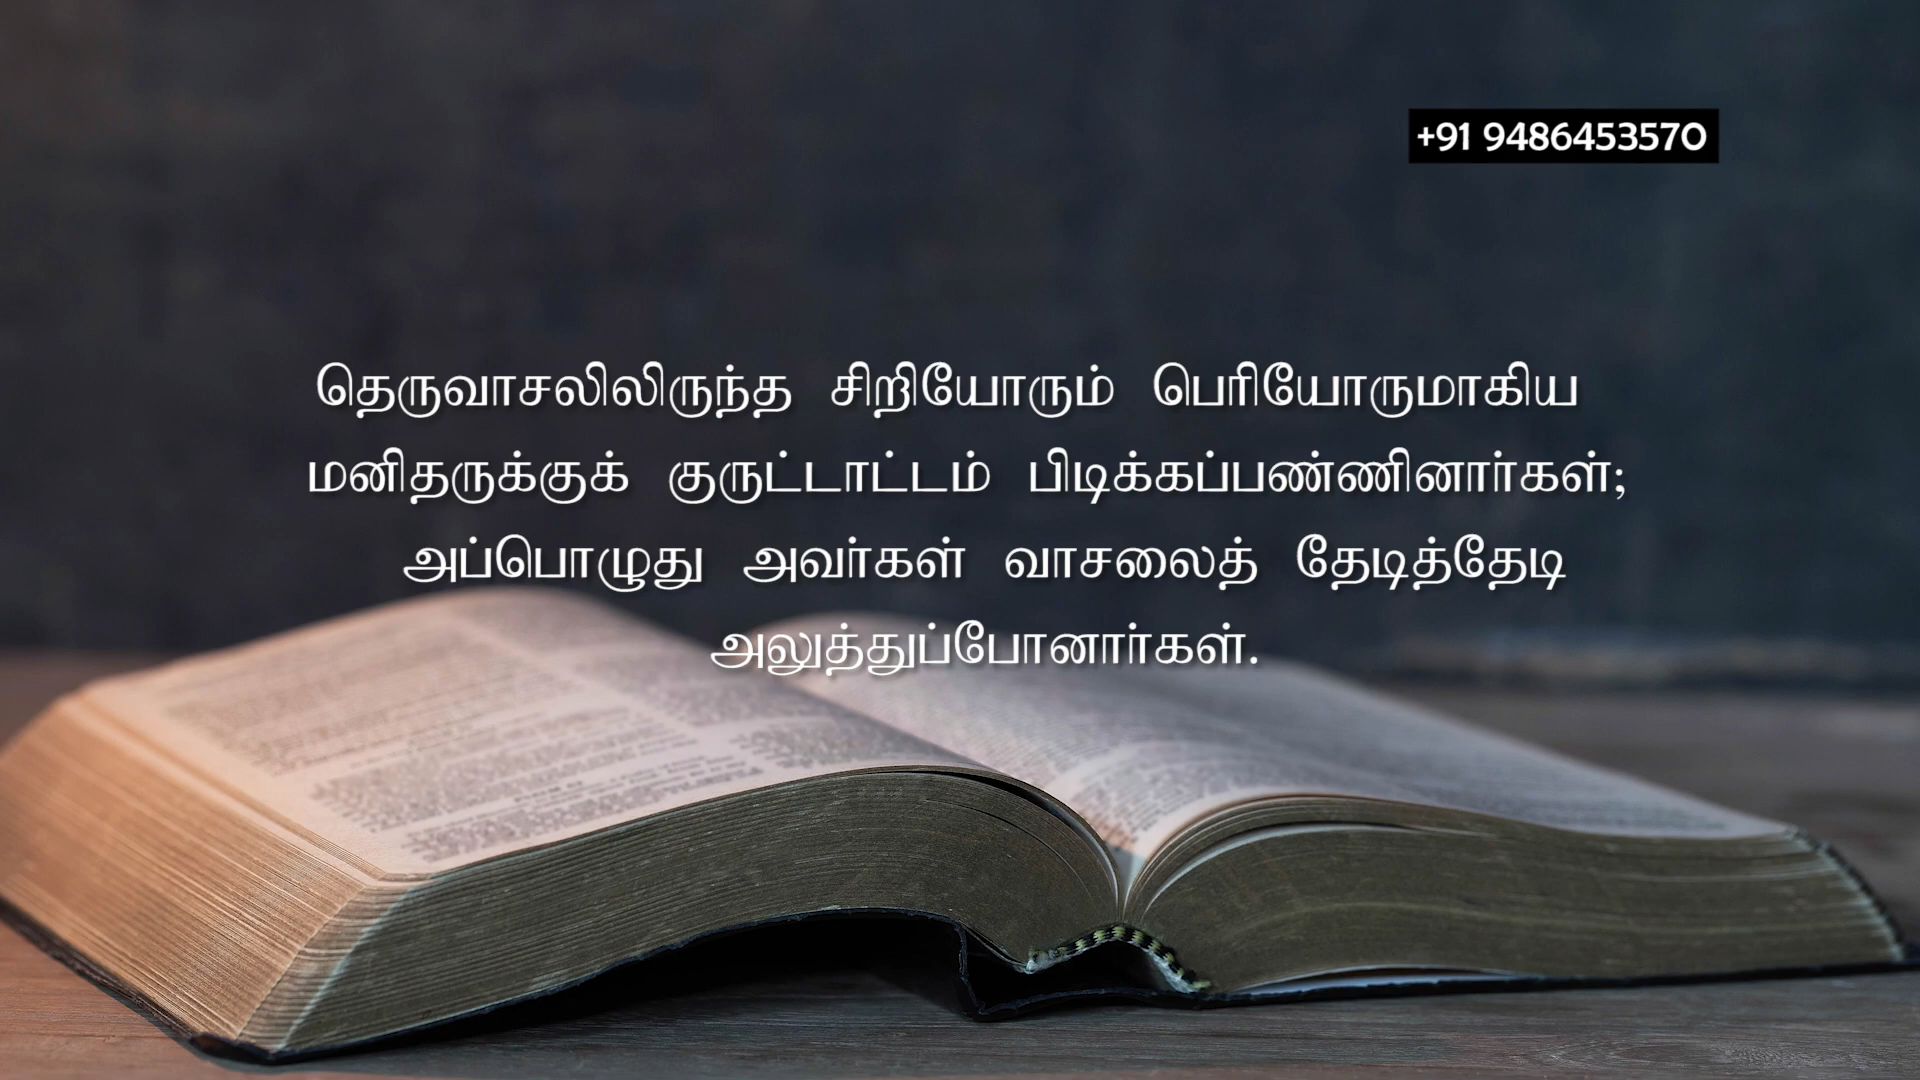 +91 9486453570
தெருவாசலிலிருந்த சிறியோரும் பெரியோருமாகிய
மனிதருக்குக் குருட்டாட்டம் பிடிக்கப்பண்ணினார்கள்;
அப்பொழுது அவர்கள் வாசலைத் தேடித்தேடி
அலுத்துப்போனார்கள்.